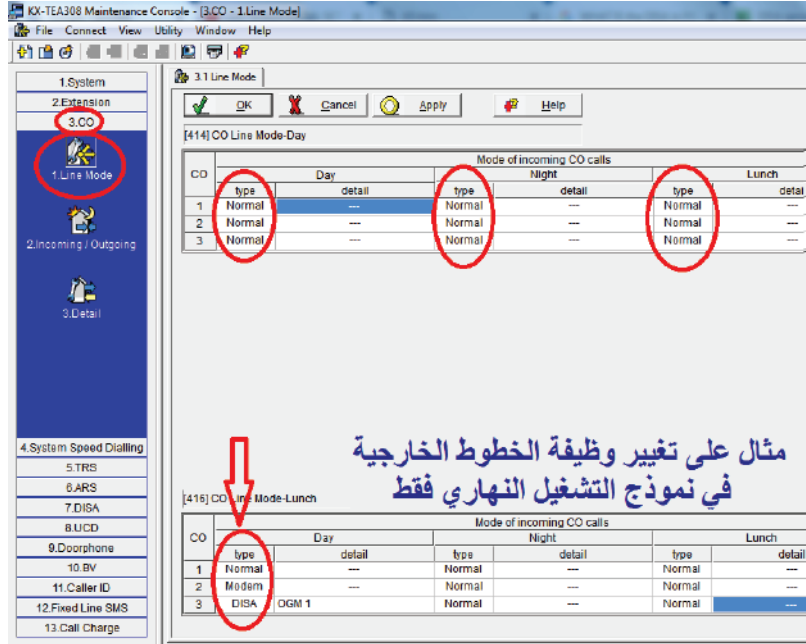 KX-TEA308 Maintenance Console - [3.CO - 1.Line Mode]
File Connect View Utility Window Help
1.System
2.Extension
3.CO
1.Line Mode
2.Incoming / Outgoing
3.Detail
4.System Speed Dialling
5.TRS
6.ARS
7.DISA
8.UCD
9.Doorphone
10.BV
11.Caller ID
12.Fixed Line SMS
13.Call Charge
3.1 Line Mode
OK Cancel Apply Help
[414] CO Line Mode-Day
Mode of incoming CO calls
CO Day Night Lunch
type detail type detail type detai
1 Normal --- Normal --- Normal ---
2 Normal --- Normal --- Normal ---
3 Normal --- Normal --- Normal ---
مثال على تغيير وظيفة الخطوط الخارجية
في نموذج التشغيل النهاري فقط
[416] CO Line Mode-Lunch
Mode of incoming CO calls
CO Day Night Lunch
type detail type detail type detail
1 Normal --- Normal --- Normal ---
2 Modem --- Normal --- Normal ---
3 DISA OGM 1 Normal --- Normal ---